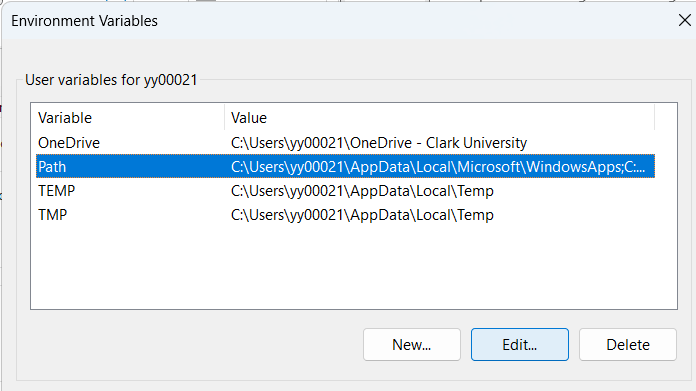 Environment Variables
User variables for yy00021
Variable Value
OneDrive C:\Users\yy00021\OneDrive - Clark University
Path C:\Users\yy00021\AppData\Local\Microsoft\WindowsApps;C:...
TEMP C:\Users\yy00021\AppData\Local\Temp
TMP C:\Users\yy00021\AppData\Local\Temp
New... Edit... Delete